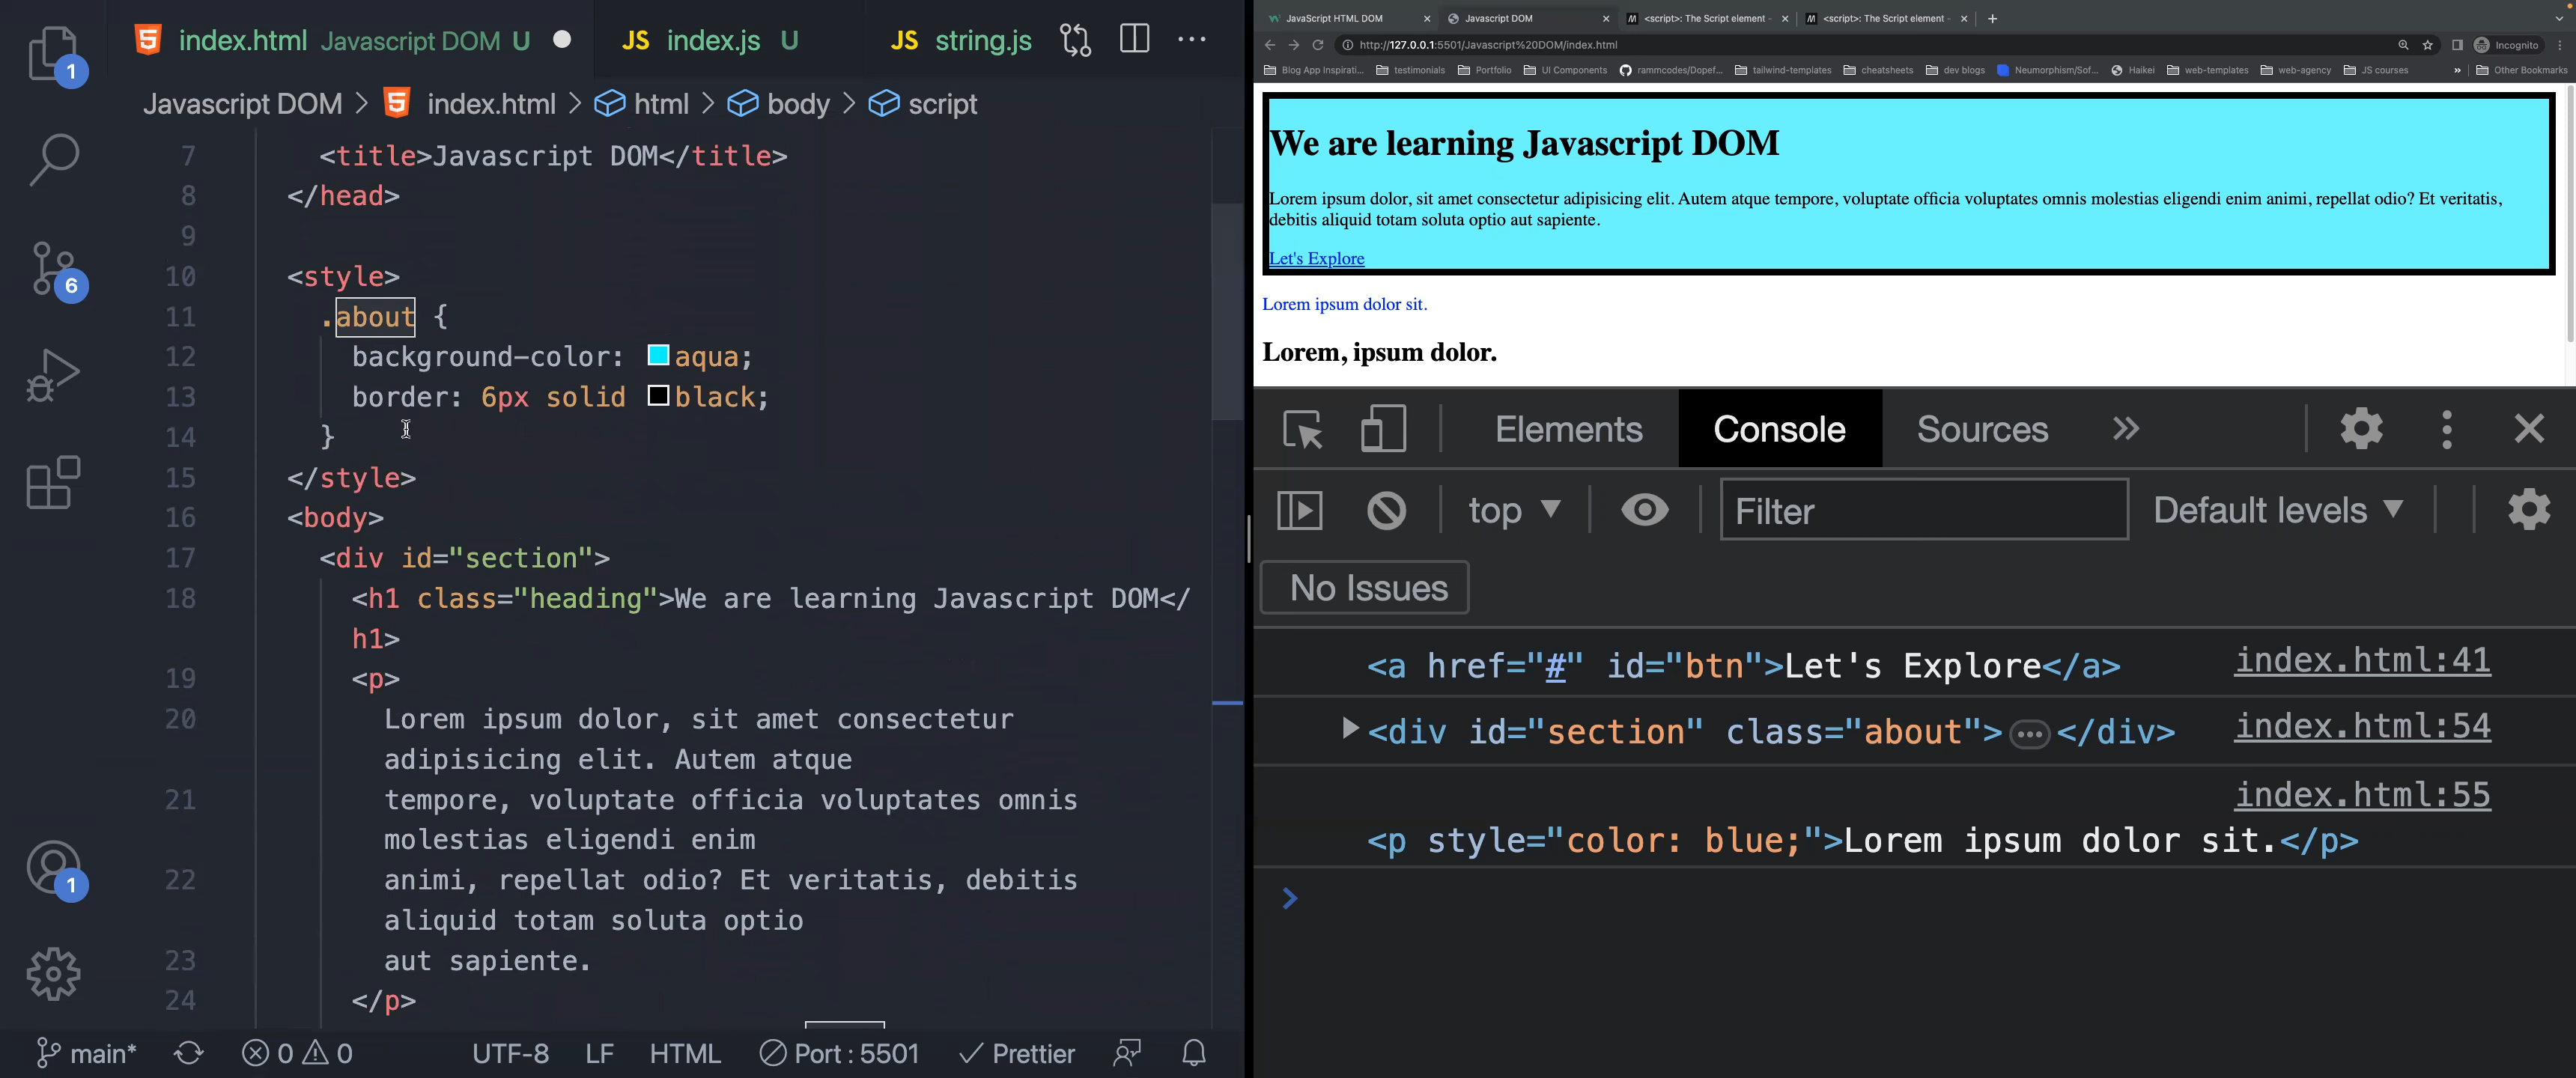 index.html Javascript DOM U
JS index.js U
JS string.js
1
Javascript DOM > index.html > html > body > script
7 <title>Javascript DOM</title>
8 </head>
9
10 <style>
11 .about {
12 background-color: aqua;
13 border: 6px solid black;
14 }
15 </style>
16 <body>
17 <div id="section">
18 <h1 class="heading">We are learning Javascript DOM</
h1>
19 <p>
20 Lorem ipsum dolor, sit amet consectetur
adipisicing elit. Autem atque
21 tempore, voluptate officia voluptates omnis
molestias eligendi enim
22 animi, repellat odio? Et veritatis, debitis
aliquid totam soluta optio
23 aut sapiente.
24 </p>
6
1
main* 0 0 UTF-8 LF HTML Port : 5501 Prettier
JavaScript HTML DOM
Javascript DOM
<script>: The Script element -
<script>: The Script element -
http://127.0.0.1:5501/Javascript%20DOM/index.html
Incognito
Blog App Inspirati... testimonials Portfolio UI Components rammcodes/Dopef... tailwind-templates cheatsheets dev blogs Neumorphism/Sof... Haikei web-templates web-agency JS courses » Other Bookmarks
We are learning Javascript DOM
Lorem ipsum dolor, sit amet consectetur adipisicing elit. Autem atque tempore, voluptate officia voluptates omnis molestias eligendi enim animi, repellat odio? Et veritatis,
debitis aliquid totam soluta optio aut sapiente.
Let's Explore
Lorem ipsum dolor sit.
Lorem, ipsum dolor.
Elements Console Sources »
top Filter Default levels
No Issues
<a href="#" id="btn">Let's Explore</a> index.html:41
<div id="section" class="about">…</div> index.html:54
index.html:55
<p style="color: blue;">Lorem ipsum dolor sit.</p>